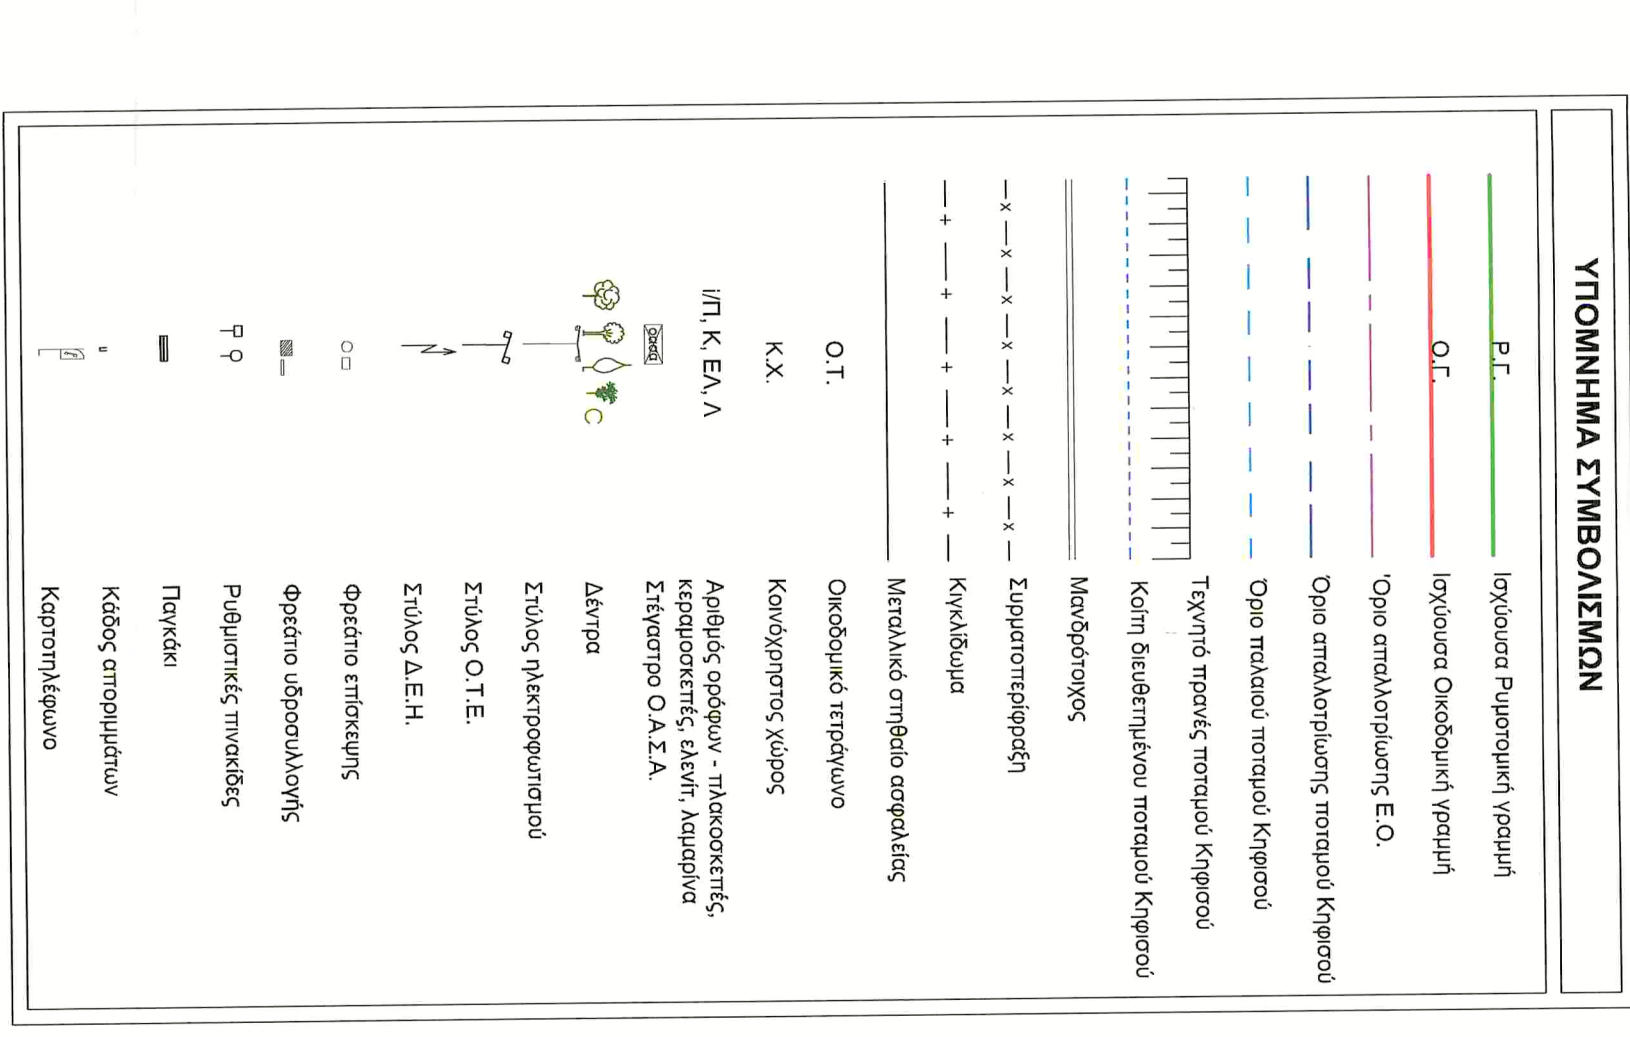 ΥΠΟΜΝΗΜΑ ΣΥΜΒΟΛΙΣΜΩΝ
Ρ.Γ. Ισχύουσα Ρυμοτομική γραμμή
Ο.Γ. Ισχύουσα Οικοδομική γραμμή
'Οριο απαλλοτρίωσης Ε.Ο.
Όριο απαλλοτρίωσης ποταμού Κηφισού
Όριο παλαιού ποταμού Κηφισού
Τεχνητό πρανές ποταμού Κηφισού
Κοίτη διευθετημένου ποταμού Κηφισού
Μανδρότοιχος
Συρματοπερίφραξη
Κιγκλίδωμα
Μεταλλικό στηθαίο ασφαλείας
Ο.Τ. Οικοδομικό τετράγωνο
Κ.Χ. Κοινόχρηστος χώρος
i/Π, Κ, ΕΛ, Λ Αριθμός ορόφων - πλακοσκεπές,
κεραμοσκεπές, ελενίτ, λαμαρίνα
ΟΑΣΑ Στέγαστρο Ο.Α.Σ.Α.
Δέντρα
Στύλος ηλεκτροφωτισμού
Στύλος Ο.Τ.Ε.
Στύλος Δ.Ε.Η.
Φρεάτιο επίσκεψης
Φρεάτιο υδροσυλλογής
Ρυθμιστικές πινακίδες
Παγκάκι
Κάδος απορριμμάτων
Καρτοτηλέφωνο